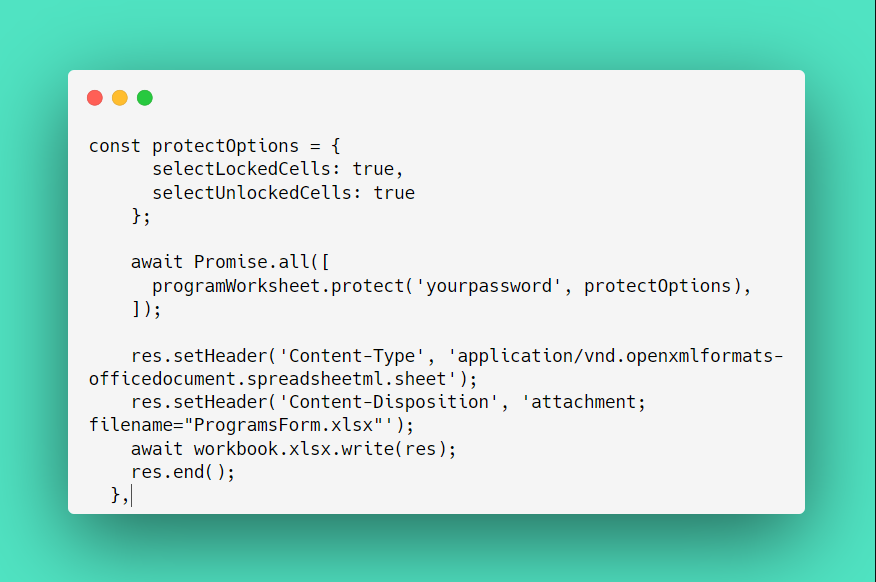 const protectOptions = {
      selectLockedCells: true,
      selectUnlockedCells: true
    };

    await Promise.all([
      programWorksheet.protect('yourpassword', protectOptions),
    ]);

    res.setHeader('Content-Type', 'application/vnd.openxmlformats-
officedocument.spreadsheetml.sheet');
    res.setHeader('Content-Disposition', 'attachment;
filename="ProgramsForm.xlsx"');
    await workbook.xlsx.write(res);
    res.end();
  },